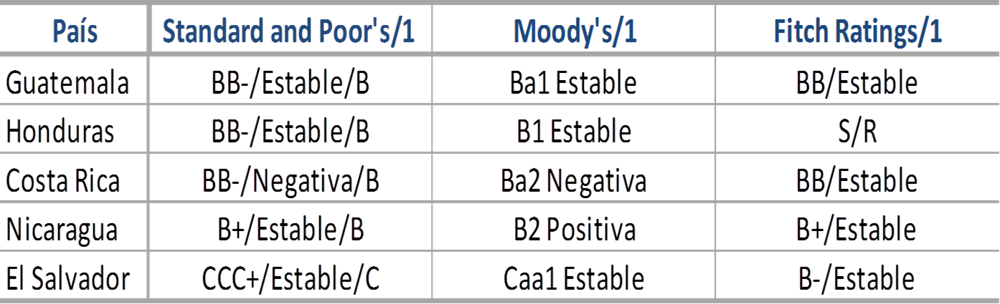 País Standard and Poor's/1 Moody's/1 Fitch Ratings/1
Guatemala BB-/Estable/B Ba1 Estable BB/Estable
Honduras BB-/Estable/B B1 Estable S/R
Costa Rica BB-/Negativa/B Ba2 Negativa BB/Estable
Nicaragua B+/Estable/B B2 Positiva B+/Estable
El Salvador CCC+/Estable/C Caa1 Estable B-/Estable